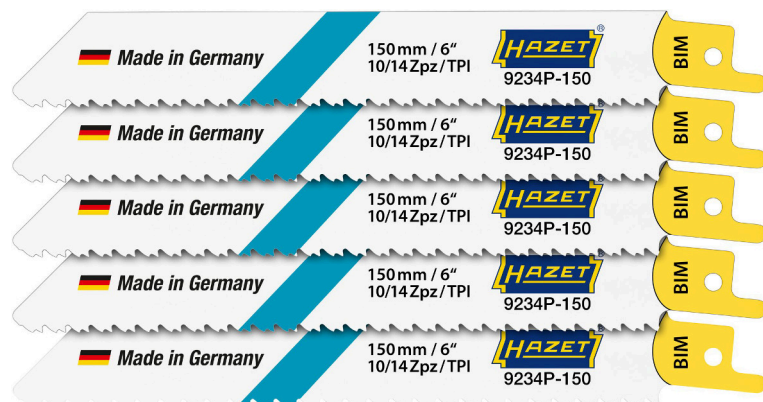 Made in Germany
150 mm / 6“
10/14 Zpz / TPI
HAZET®
9234P-150
BIM
Made in Germany
150 mm / 6“
10/14 Zpz / TPI
HAZET
9234P-150
BIM
Made in Germany
150 mm / 6“
10/14 Zpz / TPI
HAZET
9234P-150
BIM
Made in Germany
150 mm / 6“
10/14 Zpz / TPI
HAZET
9234P-150
BIM
Made in Germany
150 mm / 6“
10/14 Zpz / TPI
HAZET
9234P-150
BIM